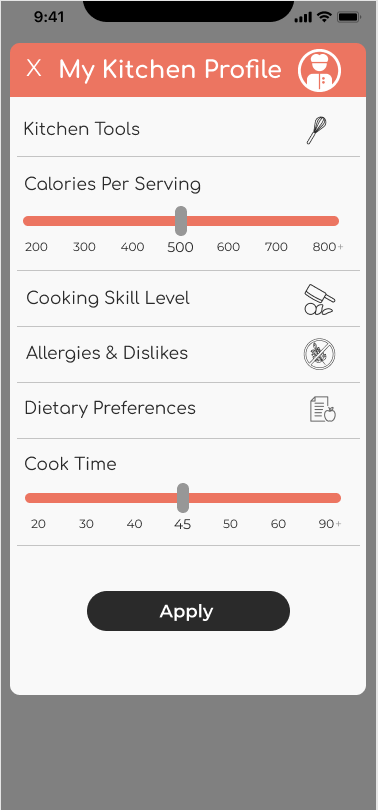 9:41
X My Kitchen Profile
Kitchen Tools
Calories Per Serving
200 300 400 500 600 700 800+
Cooking Skill Level
Allergies & Dislikes
Dietary Preferences
Cook Time
20 30 40 45 50 60 90+
Apply